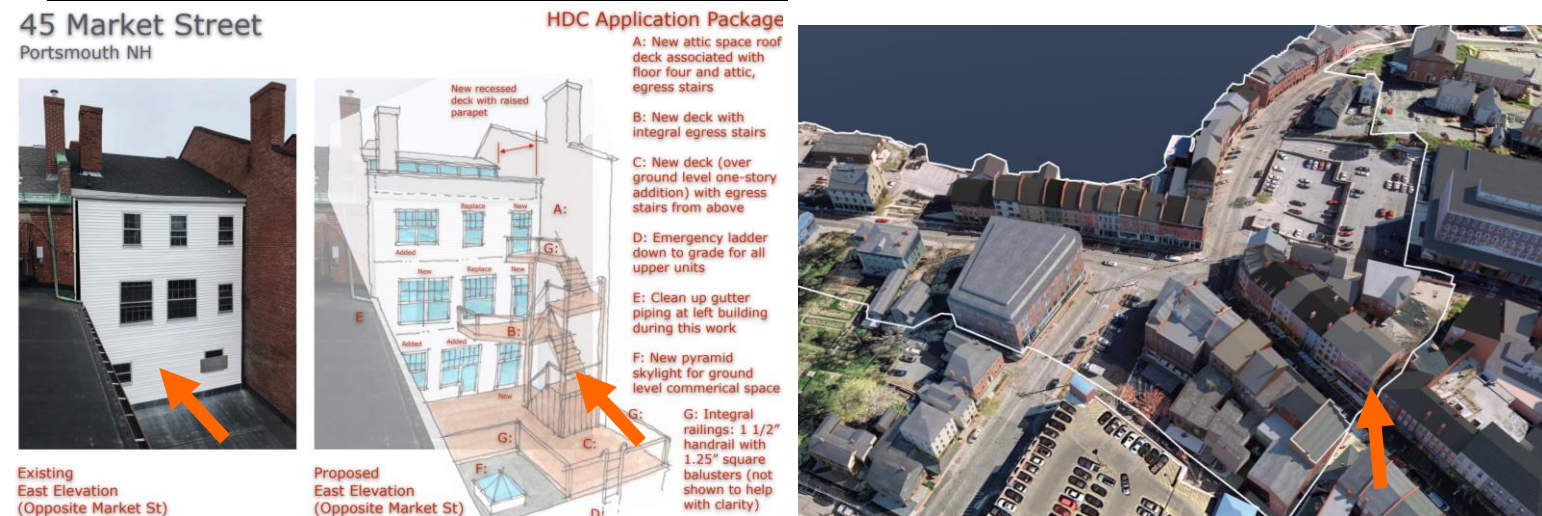 45 Market Street
Portsmouth NH
HDC Application Package
A: New attic space roof
deck associated with
floor four and attic,
egress stairs
B: New deck with
integral egress stairs
C: New deck (over
ground level one-story
addition) with egress
stairs from above
D: Emergency ladder
down to grade for all
upper units
E: Clean up gutter
piping at left building
during this work
F: New pyramid
skylight for ground
level commerical space
G: Integral
railings: 1 1/2"
handrail with
1.25" square
balusters (not
shown to help
with clarity)
New recessed
deck with raised
parapet
Replace
New
A:
Added
G:
New
Replace
New
E
B:
Added
Added
New
G:
G:
C:
F:
D:
Existing
East Elevation
(Opposite Market St)
Proposed
East Elevation
(Opposite Market St)